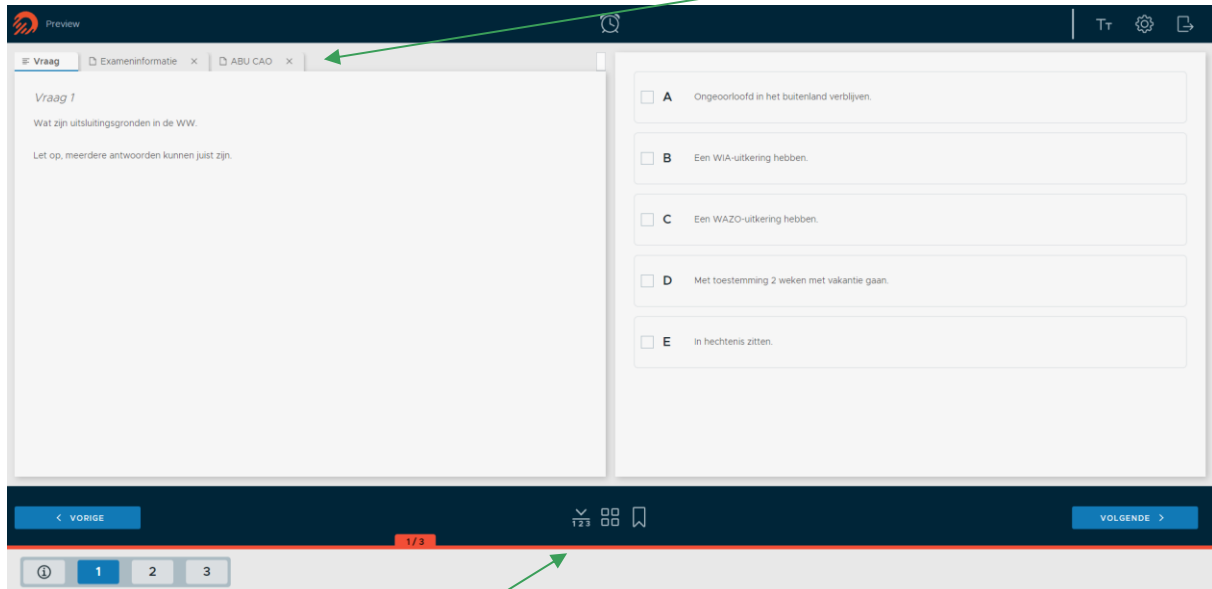 Preview
Tт
Vraag
Exameninformatie ×
ABU CAO ×
Vraag 1
Wat zijn uitsluitingsgronden in de WW.
Let op, meerdere antwoorden kunnen juist zijn.
A Ongeoorloofd in het buitenland verblijven.
B Een WIA-uitkering hebben.
C Een WAZO-uitkering hebben.
D Met toestemming 2 weken met vakantie gaan.
E In hechtenis zitten.
< VORIGE
123
VOLGENDE >
1/3
1 2 3